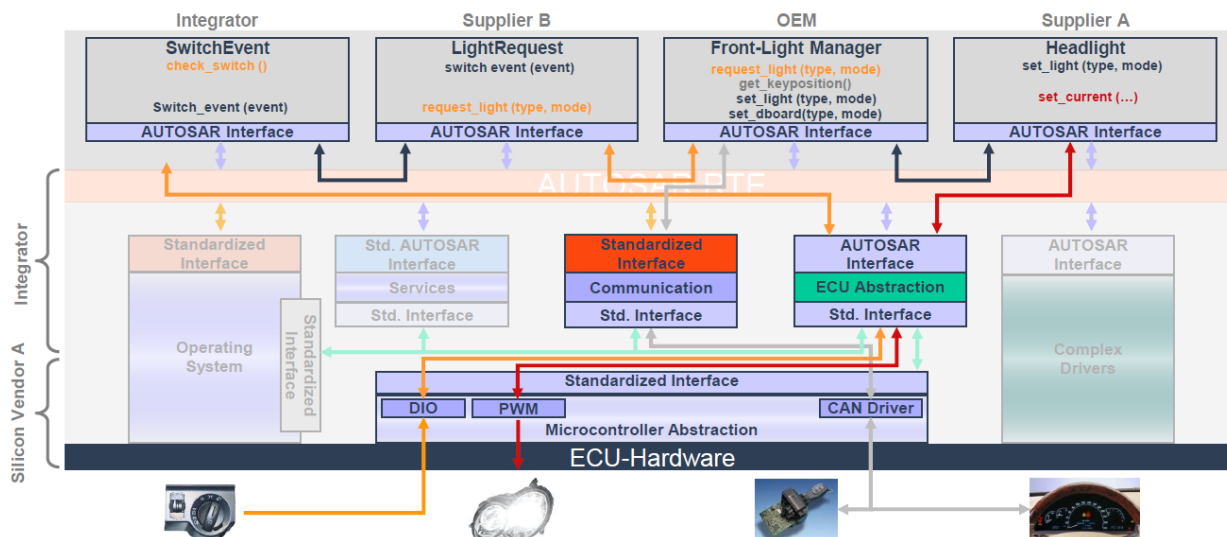 Integrator
Supplier B
OEM
Supplier A
SwitchEvent
check_switch ()
Switch_event (event)
AUTOSAR Interface
LightRequest
switch event (event)
request_light (type, mode)
AUTOSAR Interface
Front-Light Manager
request_light (type, mode)
get_keyposition()
set_light (type, mode)
set_dboard(type, mode)
AUTOSAR Interface
Headlight
set_light (type, mode)
set_current (…)
AUTOSAR Interface
AUTOSAR RTE
Integrator
Standardized
Interface
Operating
System
Standardized
Interface
Std. AUTOSAR
Interface
Services
Std. Interface
Standardized
Interface
Communication
Std. Interface
AUTOSAR
Interface
ECU Abstraction
Std. Interface
AUTOSAR
Interface
Complex
Drivers
Silicon Vendor A
Standardized Interface
DIO
PWM
CAN Driver
Microcontroller Abstraction
ECU-Hardware